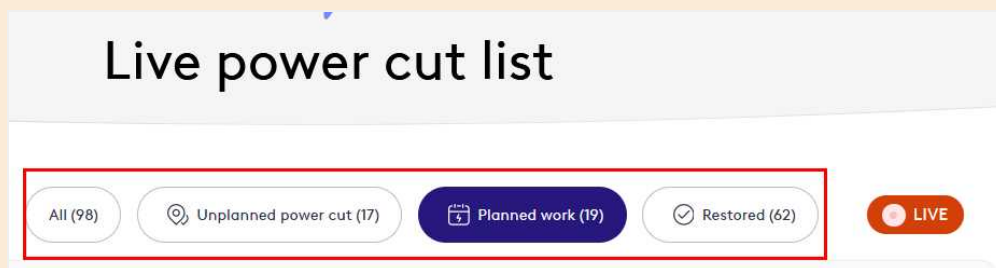 Live power cut list
All (98) Unplanned power cut (17) Planned work (19) Restored (62) LIVE